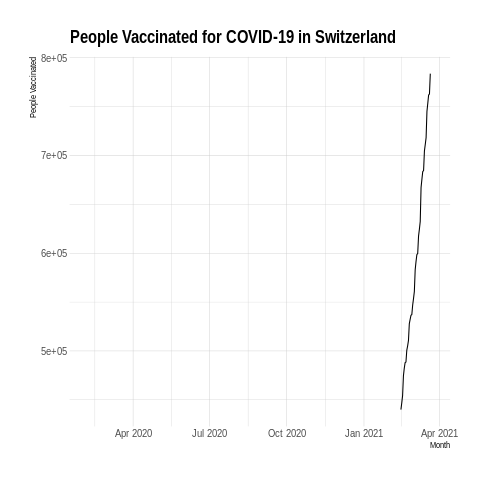 People Vaccinated for COVID-19 in Switzerland
People Vaccinated
8e+05
7e+05
6e+05
5e+05
Apr 2020
Jul 2020
Oct 2020
Jan 2021
Apr 2021
Month